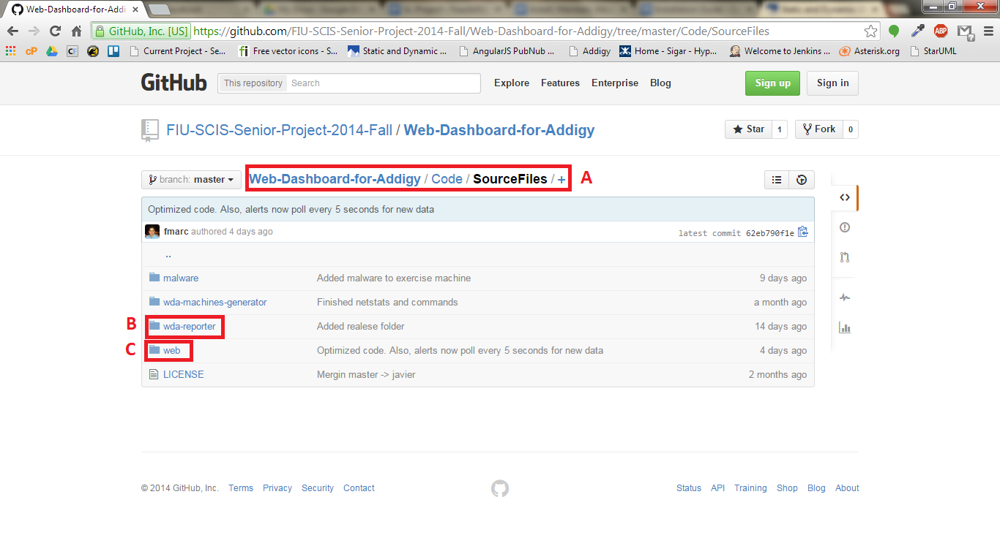 Web-Dashboard-for-Addi
GitHub, Inc. [US] https://github.com/FIU-SCIS-Senior-Project-2014-Fall/Web-Dashboard-for-Addigy/tree/master/Code/SourceFiles
ABP
cP CF Current Project - Se... fi Free vector icons - S... Static and Dynamic ... AngularJS PubNub ... Addigy Home - Sigar - Hyp... Welcome to Jenkins ... Asterisk.org StarUML
GitHub This repository Search Explore Features Enterprise Blog Sign up Sign in
FIU-SCIS-Senior-Project-2014-Fall / Web-Dashboard-for-Addigy Star 1 Fork 0
branch: master Web-Dashboard-for-Addigy / Code / SourceFiles / + A
Optimized code. Also, alerts now poll every 5 seconds for new data
fmarc authored 4 days ago latest commit 62eb790f1e
..
malware Added malware to exercise machine 9 days ago
wda-machines-generator Finished netstats and commands a month ago
B wda-reporter Added realese folder 14 days ago
C web Optimized code. Also, alerts now poll every 5 seconds for new data 4 days ago
LICENSE Mergin master -> javier 2 months ago
© 2014 GitHub, Inc. Terms Privacy Security Contact Status API Training Shop Blog About